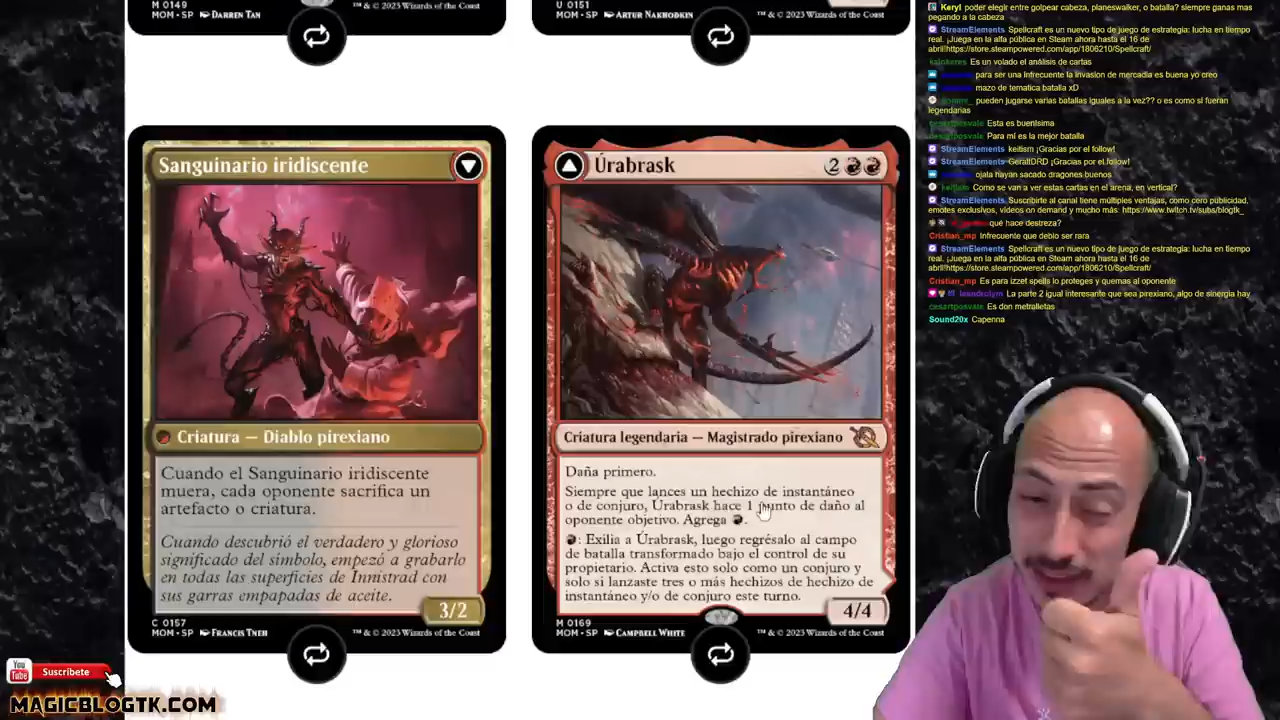 M 0149
MOM • SP DARREN TAN
™ & © 2023 Wizards of the Coast
U 0151
MOM • SP ARTUR NAKHODKIN
™ & © 2023 Wizards of the Coast
Sanguinario iridiscente
Criatura — Diablo pirexiano
Cuando el Sanguinario iridiscente
muera, cada oponente sacrifica un
artefacto o criatura.
Cuando descubrió el verdadero y glorioso
significado del símbolo, empezó a grabarlo
en todas las superficies de Innistrad con
sus garras empapadas de aceite.
3/2
C 0157
MOM • SP FRANCIS TNEH
™ & © 2023 Wizards of the Coast
Úrabrask
2
Criatura legendaria — Magistrado pirexiano
Daña primero.
Siempre que lances un hechizo de instantáneo
o de conjuro, Úrabrask hace 1 punto de daño al
oponente objetivo. Agrega .
: Exilia a Úrabrask, luego regrésalo al campo
de batalla transformado bajo el control de su
propietario. Activa esto solo como un conjuro y
solo si lanzaste tres o más hechizos de hechizo de
instantáneo y/o de conjuro este turno.
4/4
M 0169
MOM • SP CAMPBELL WHITE
™ & © 2023 Wizards of the Coast
Keryl poder elegir entre golpear cabeza, planeswalker, o batalla? siempre ganas mas
pegando a la cabeza
StreamElements Spellcraft es un nuevo tipo de juego de estrategia: lucha en tiempo
real. ¡Juega en la alfa pública en Steam ahora hasta el 16 de
abril!https://store.steampowered.com/app/1806210/Spellcraft/
Es un volado el análisis de cartas
para ser una infrecuente la invasion de mercadia es buena yo creo
mazo de tematica batalla xD
pueden jugarse varias batallas iguales a la vez?? o es como si fueran
legendarias
cesartposvale Esta es buenísima
cesartposvale Para mí es la mejor batalla
StreamElements keitism ¡Gracias por el follow!
StreamElements GeraltDRD ¡Gracias por el follow!
ojala hayan sacado dragones buenos
keitism Como se van a ver estas cartas en el arena, en vertical?
StreamElements Suscribirte al canal tiene múltiples ventajas, como cero publicidad,
emotes exclusivos, vídeos on demand y mucho más: https://www.twitch.tv/subs/blogtk_
qué hace destreza?
Cristian_mp Infrecuente que debio ser rara
StreamElements Spellcraft es un nuevo tipo de juego de estrategia: lucha en tiempo
real. ¡Juega en la alfa pública en Steam ahora hasta el 16 de
abril!https://store.steampowered.com/app/1806210/Spellcraft/
Cristian_mp Es para izzet spells lo proteges y quemas al oponente
La parte 2 igual interesante que sea prexiano, algo de sinergia hay
cesartposvale Es don metralletas
Sound20x Capenna
You
Tube
Suscríbete
MAGICBLOGTK.COM